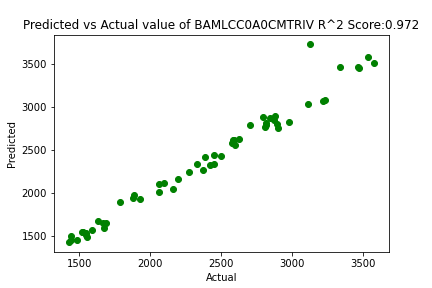 Predicted vs Actual value of BAMLCC0A0CMTRIV R^2 Score:0.972
3500
3000
2500
2000
1500
Predicted
1500 2000 2500 3000 3500
Actual